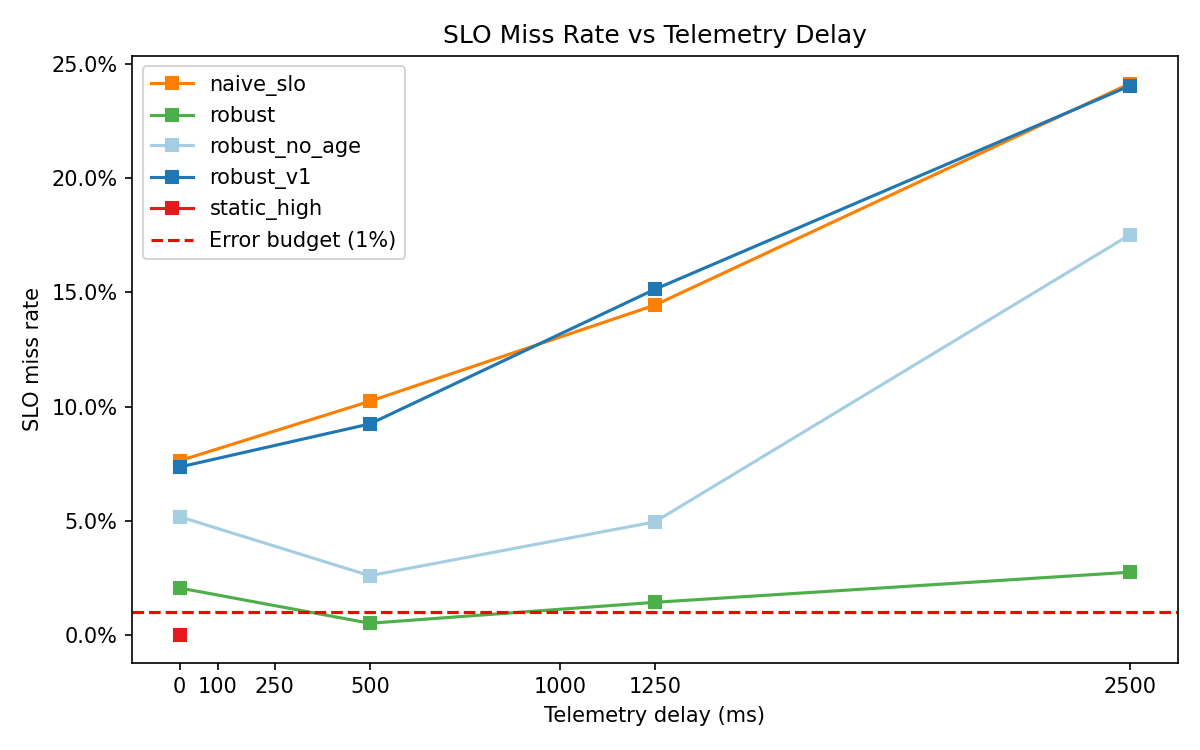 SLO Miss Rate vs Telemetry Delay
25.0%
20.0%
15.0%
10.0%
5.0%
0.0%
SLO miss rate
naive_slo
robust
robust_no_age
robust_v1
static_high
Error budget (1%)
0 100 250 500 1000 1250 2500
Telemetry delay (ms)